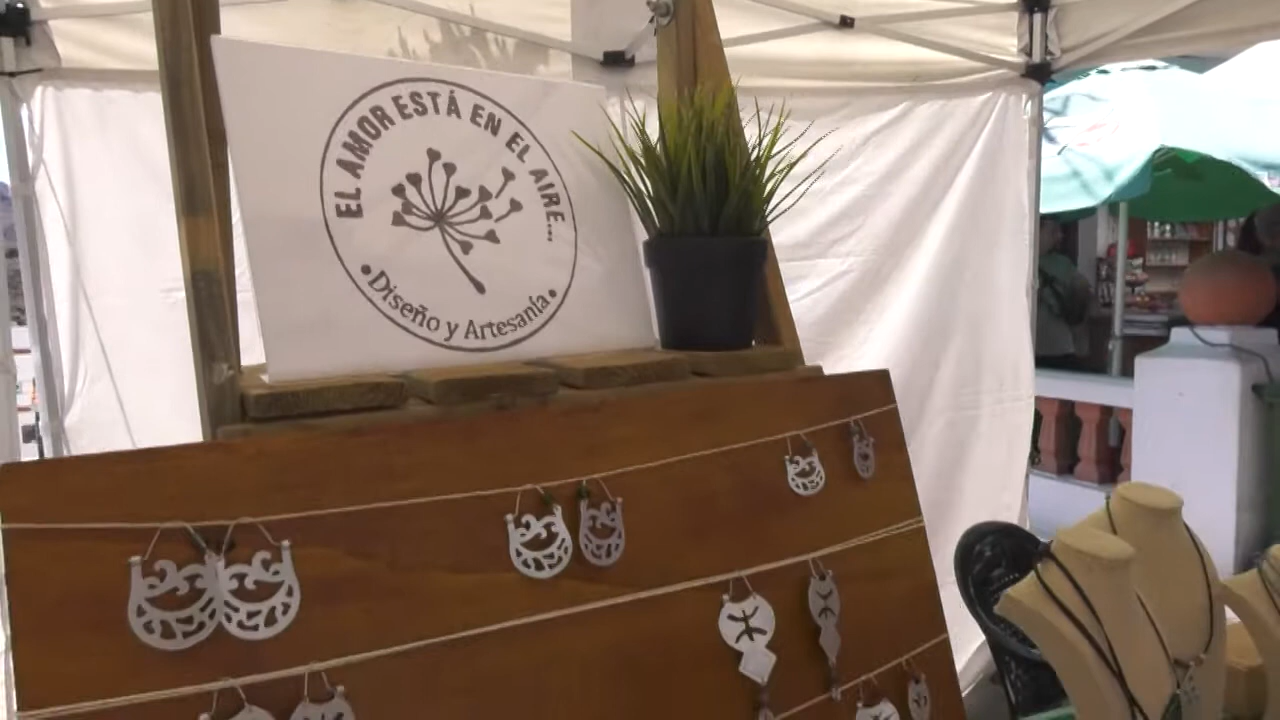 EL AMOR ESTÁ EN EL AIRE...
• Diseño y Artesanía •